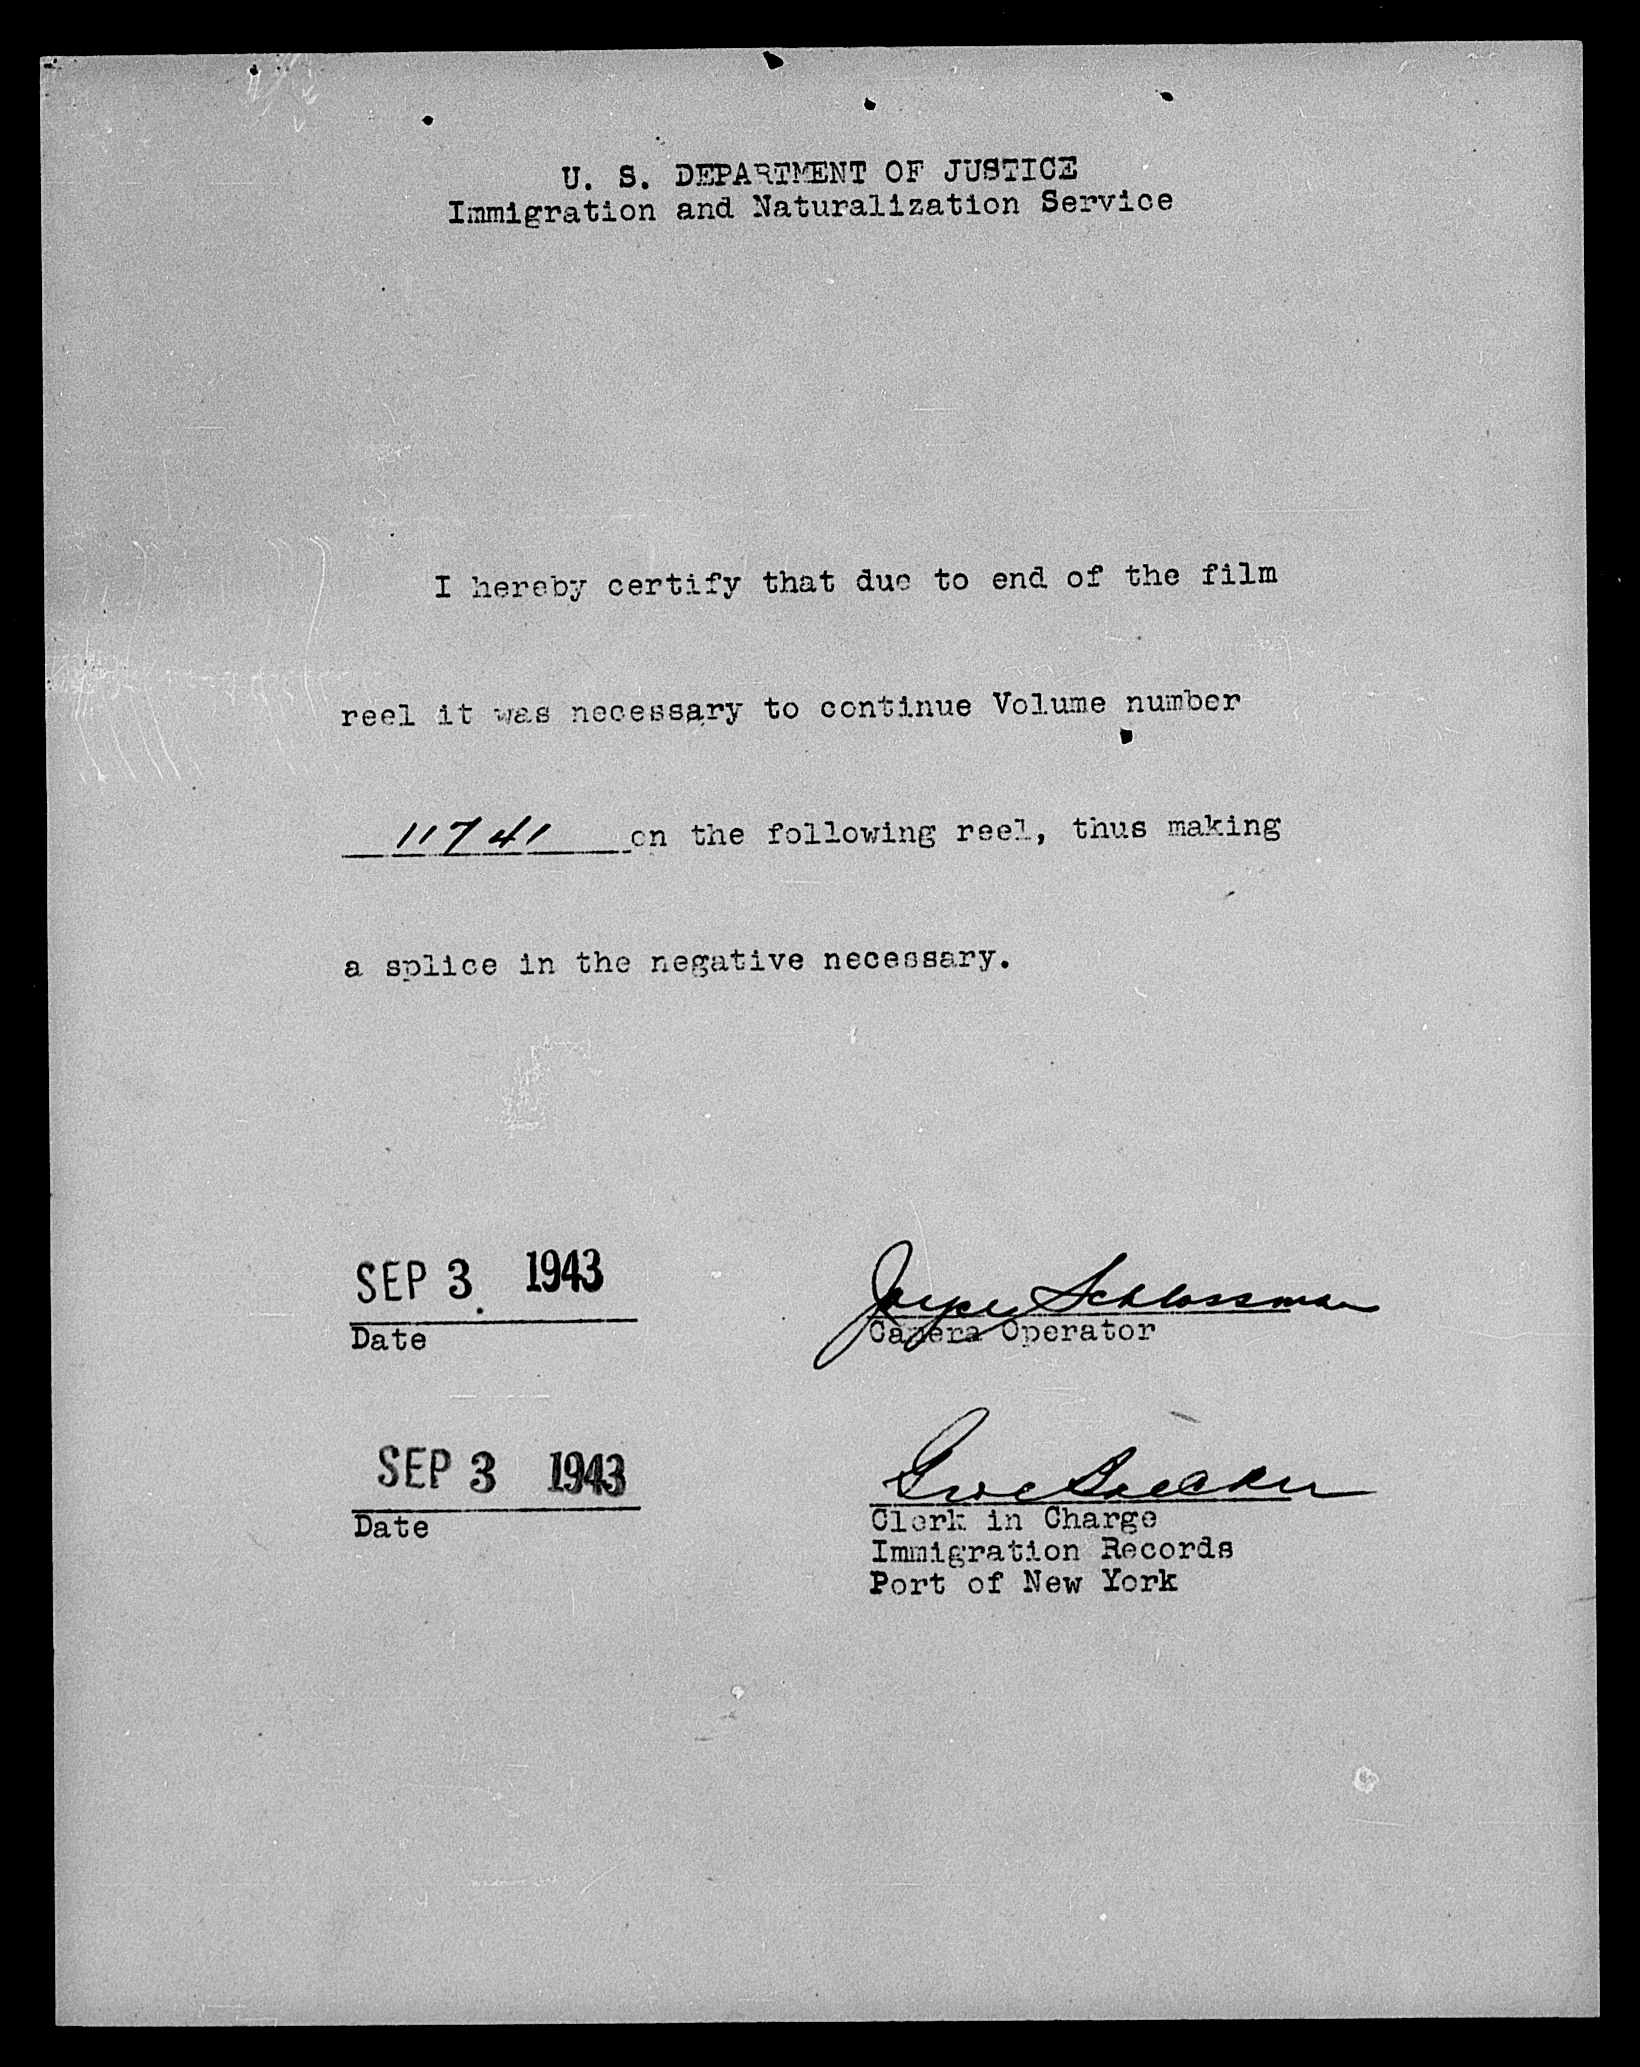 U. S. DEPARTMENT OF JUSTICE
Immigration and Naturalization Service
I hereby certify that due to end of the film
reel it was necessary to continue Volume number
11741 on the following reel, thus making
a splice in the negative necessary.
SEP 3 1943
Date
Joyce Schlossman
Camera Operator
SEP 3 1943
Date
Clerk in Charge
Immigration Records
Port of New York